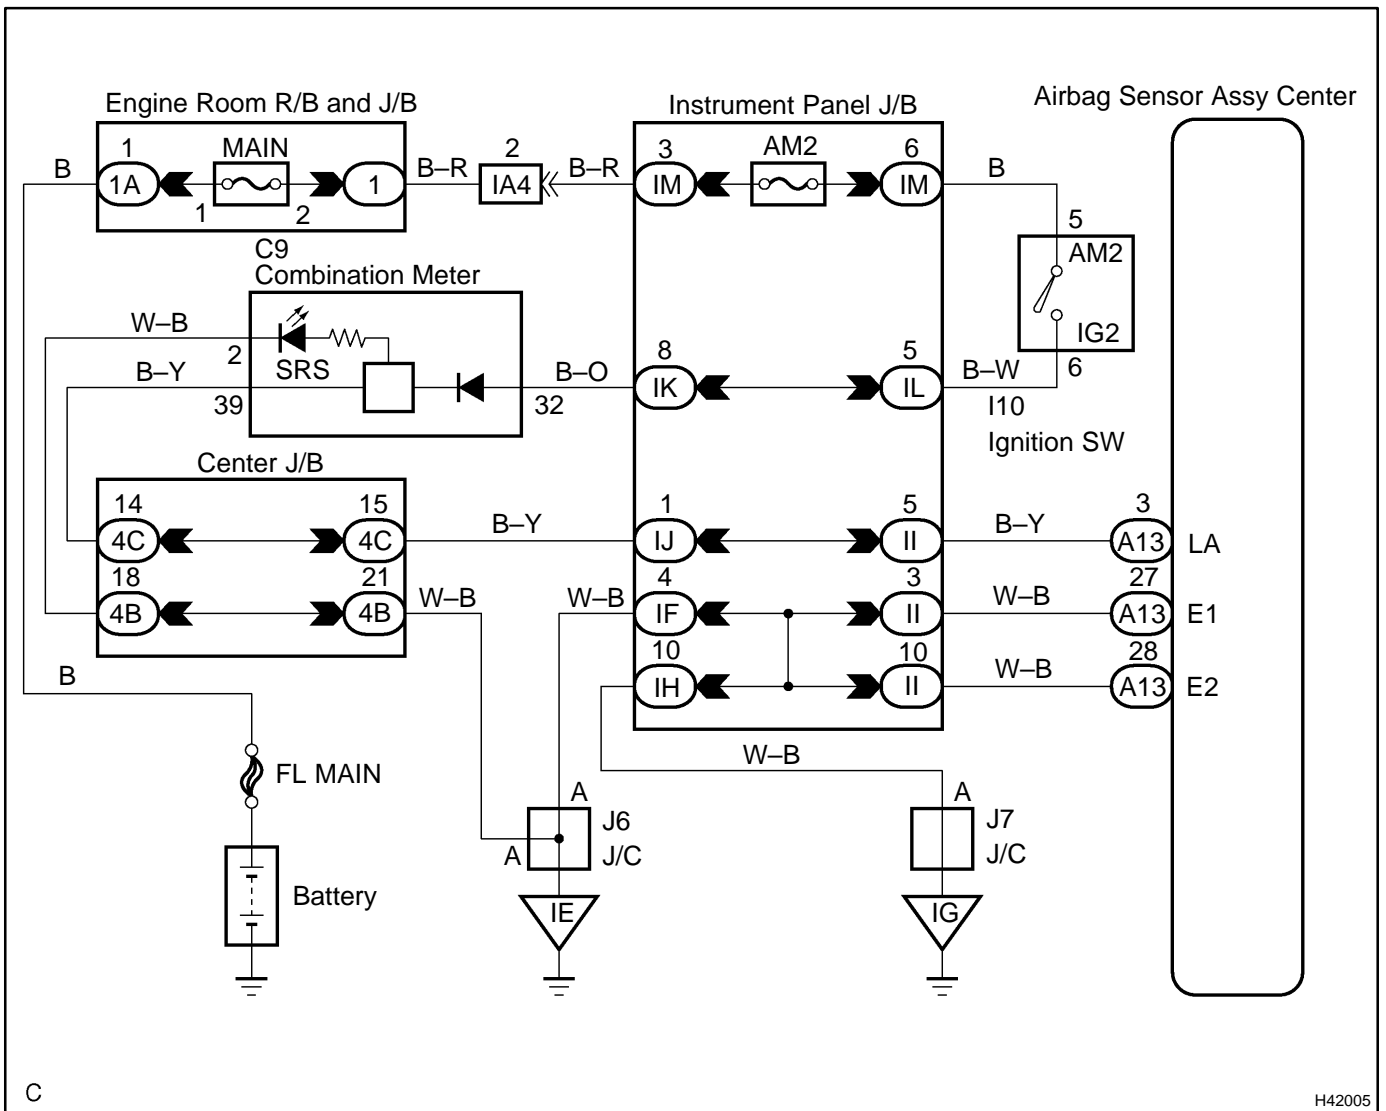 Engine Room R/B and J/B
Instrument Panel J/B
Airbag Sensor Assy Center
B
1
1A
MAIN
1
2
1
B–R
2
IA4
B–R
3
IM
AM2
6
IM
B
5
AM2
IG2
6
B–W
I10
Ignition SW
C9
Combination Meter
W–B
2
SRS
B–Y
39
32
B–O
8
IK
5
IL
Center J/B
14
4C
15
4C
B–Y
1
IJ
5
II
B–Y
3
A13
LA
18
4B
21
4B
W–B
W–B
4
IF
3
II
W–B
27
A13
E1
10
IH
10
II
W–B
28
A13
E2
B
FL MAIN
Battery
W–B
A
A
J6
J/C
IE
A
J7
J/C
IG
C
H42005